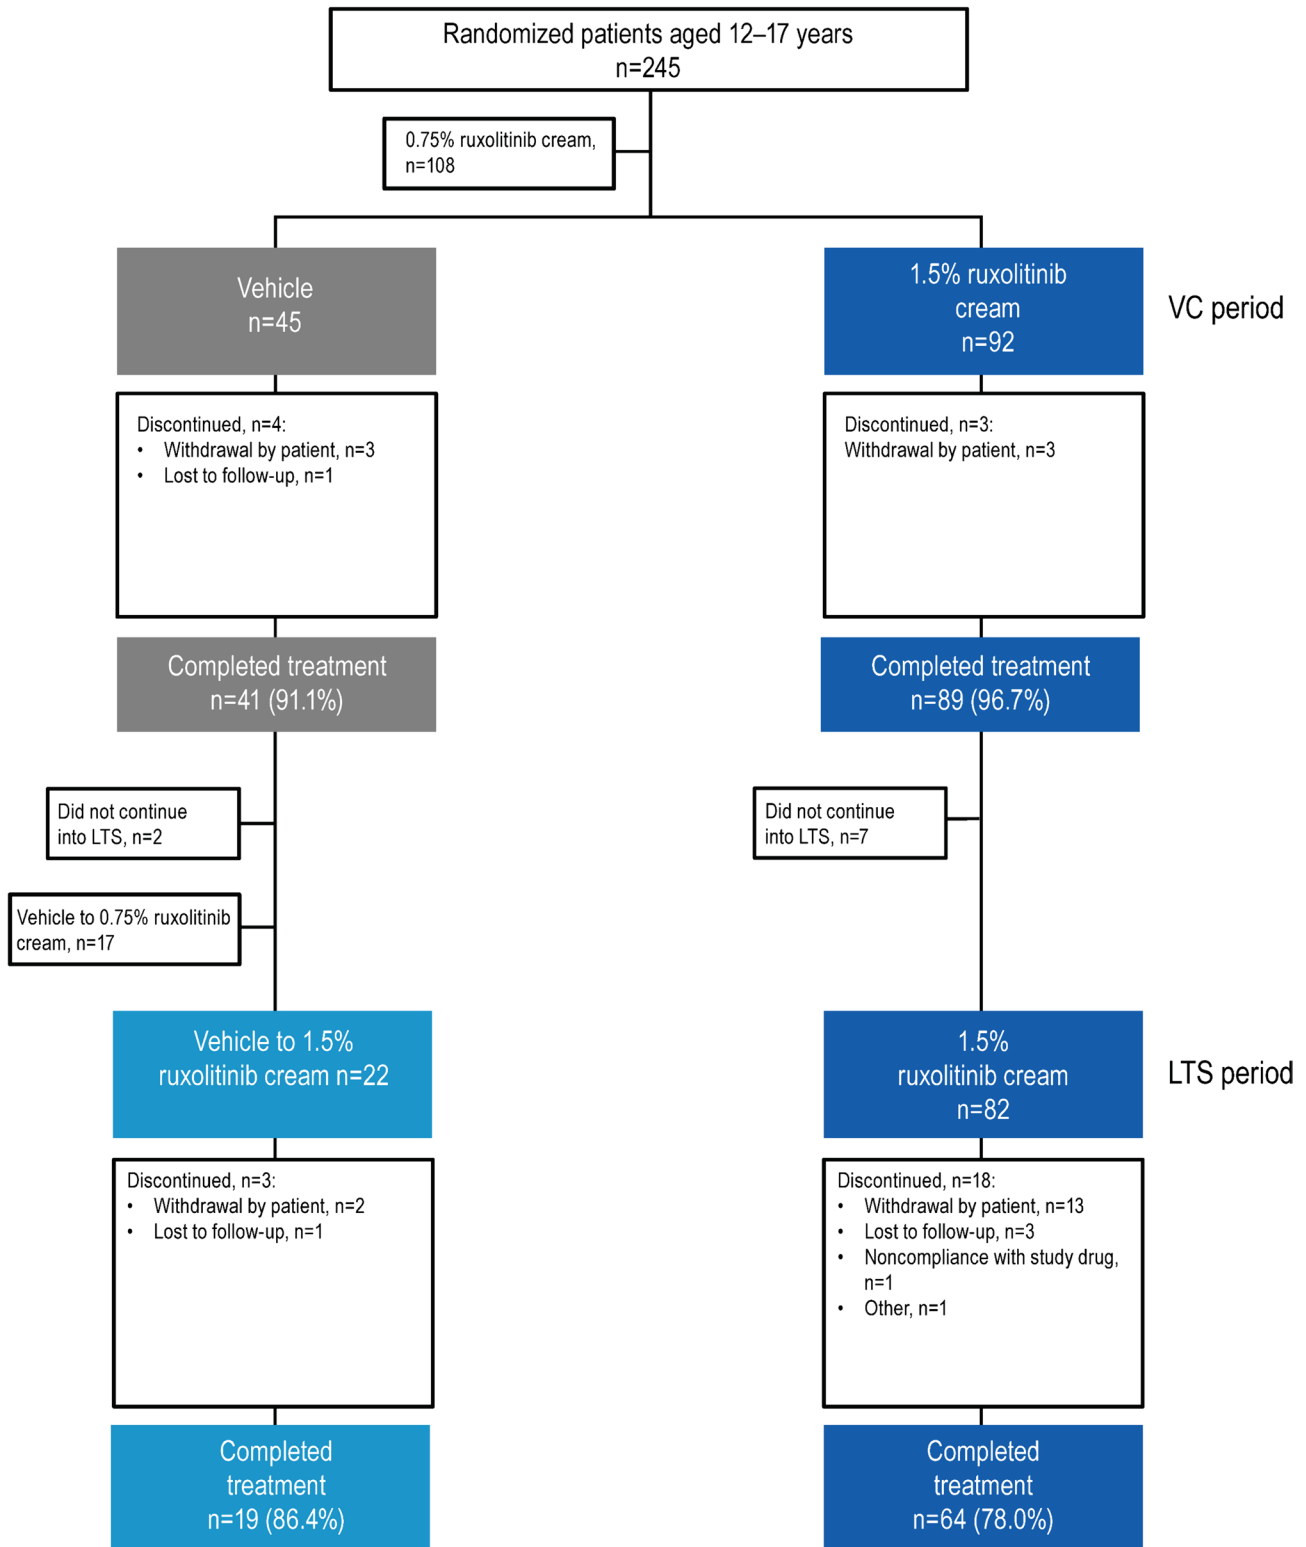 Randomized patients aged 12–17 years
n=245
0.75% ruxolitinib cream,
n=108
Vehicle
n=45
1.5% ruxolitinib
cream
n=92
VC period
Discontinued, n=4:
• Withdrawal by patient, n=3
• Lost to follow-up, n=1
Discontinued, n=3:
Withdrawal by patient, n=3
Completed treatment
n=41 (91.1%)
Completed treatment
n=89 (96.7%)
Did not continue
into LTS, n=2
Did not continue
into LTS, n=7
Vehicle to 0.75% ruxolitinib
cream, n=17
Vehicle to 1.5%
ruxolitinib cream n=22
1.5%
ruxolitinib cream
n=82
LTS period
Discontinued, n=3:
• Withdrawal by patient, n=2
• Lost to follow-up, n=1
Discontinued, n=18:
• Withdrawal by patient, n=13
• Lost to follow-up, n=3
• Noncompliance with study drug,
n=1
• Other, n=1
Completed
treatment
n=19 (86.4%)
Completed
treatment
n=64 (78.0%)